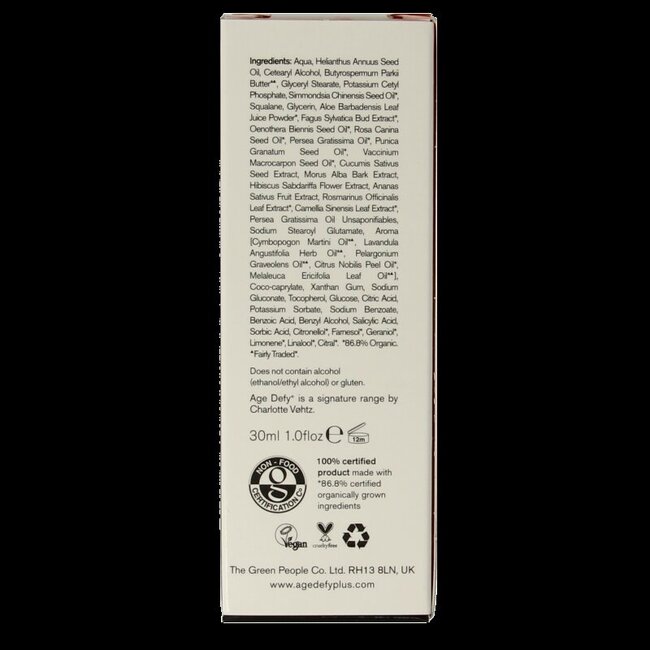 Ingredients: Aqua, Helianthus Annuus Seed
Oil, Cetearyl Alcohol, Butyrospermum Parkii
Butter*^, Glyceryl Stearate, Potassium Cetyl
Phosphate, Simmondsia Chinensis Seed Oil*,
Squalane, Glycerin, Aloe Barbadensis Leaf
Juice Powder*, Fagus Sylvatica Bud Extract*,
Oenothera Biennis Seed Oil*, Rosa Canina
Seed Oil*, Persea Gratissima Oil*, Punica
Granatum Seed Oil*, Vaccinium
Macrocarpon Seed Oil*, Cucumis Sativus
Seed Extract, Morus Alba Bark Extract,
Hibiscus Sabdariffa Flower Extract, Ananas
Sativus Fruit Extract, Rosmarinus Officinalis
Leaf Extract*, Camellia Sinensis Leaf Extract*,
Persea Gratissima Oil Unsaponifiables,
Sodium Stearoyl Glutamate, Aroma
[Cymbopogon Martini Oil*^, Lavandula
Angustifolia Herb Oil*^, Pelargonium
Graveolens Oil*^, Citrus Nobilis Peel Oil*,
Melaleuca Ericifolia Leaf Oil*^],
Coco-caprylate, Xanthan Gum, Sodium
Gluconate, Tocopherol, Glucose, Citric Acid,
Potassium Sorbate, Sodium Benzoate,
Benzoic Acid, Benzyl Alcohol, Salicylic Acid,
Sorbic Acid, Citronellol*, Farnesol*, Geraniol*,
Limonene*, Linalool*, Citral*. *86.8% Organic.
^Fairly Traded*.
Does not contain alcohol
(ethanol/ethyl alcohol) or gluten.
Age Defy+ is a signature range by
Charlotte Vøhtz.
30ml 1.0floz e 12m
NON-FOOD
CERTIFICATION Co
100% certified
product made with
*86.8% certified
organically grown
ingredients
Vegan
crueltyfree
The Green People Co. Ltd. RH13 8LN, UK
www.agedefyplus.com